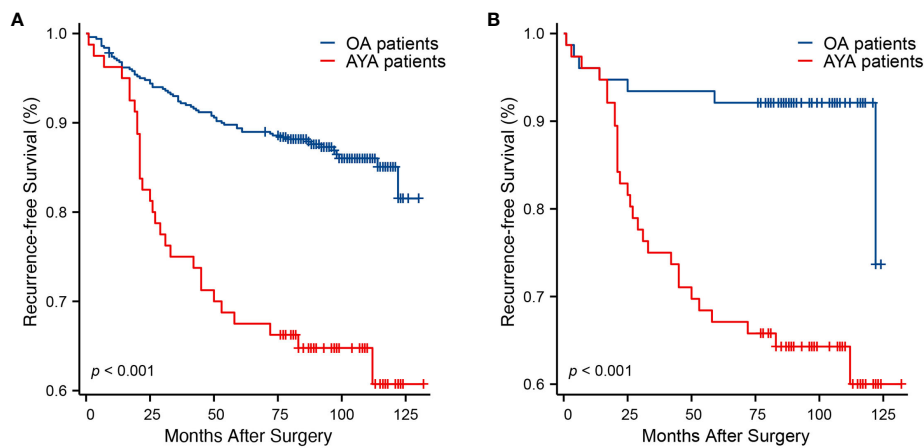 A
OA patients
AYA patients
Recurrence-free Survival (%)
1.0
0.9
0.8
0.7
0.6
p < 0.001
0 25 50 75 100 125
Months After Surgery
B
OA patients
AYA patients
Recurrence-free Survival (%)
1.0
0.9
0.8
0.7
0.6
p < 0.001
0 25 50 75 100 125
Months After Surgery